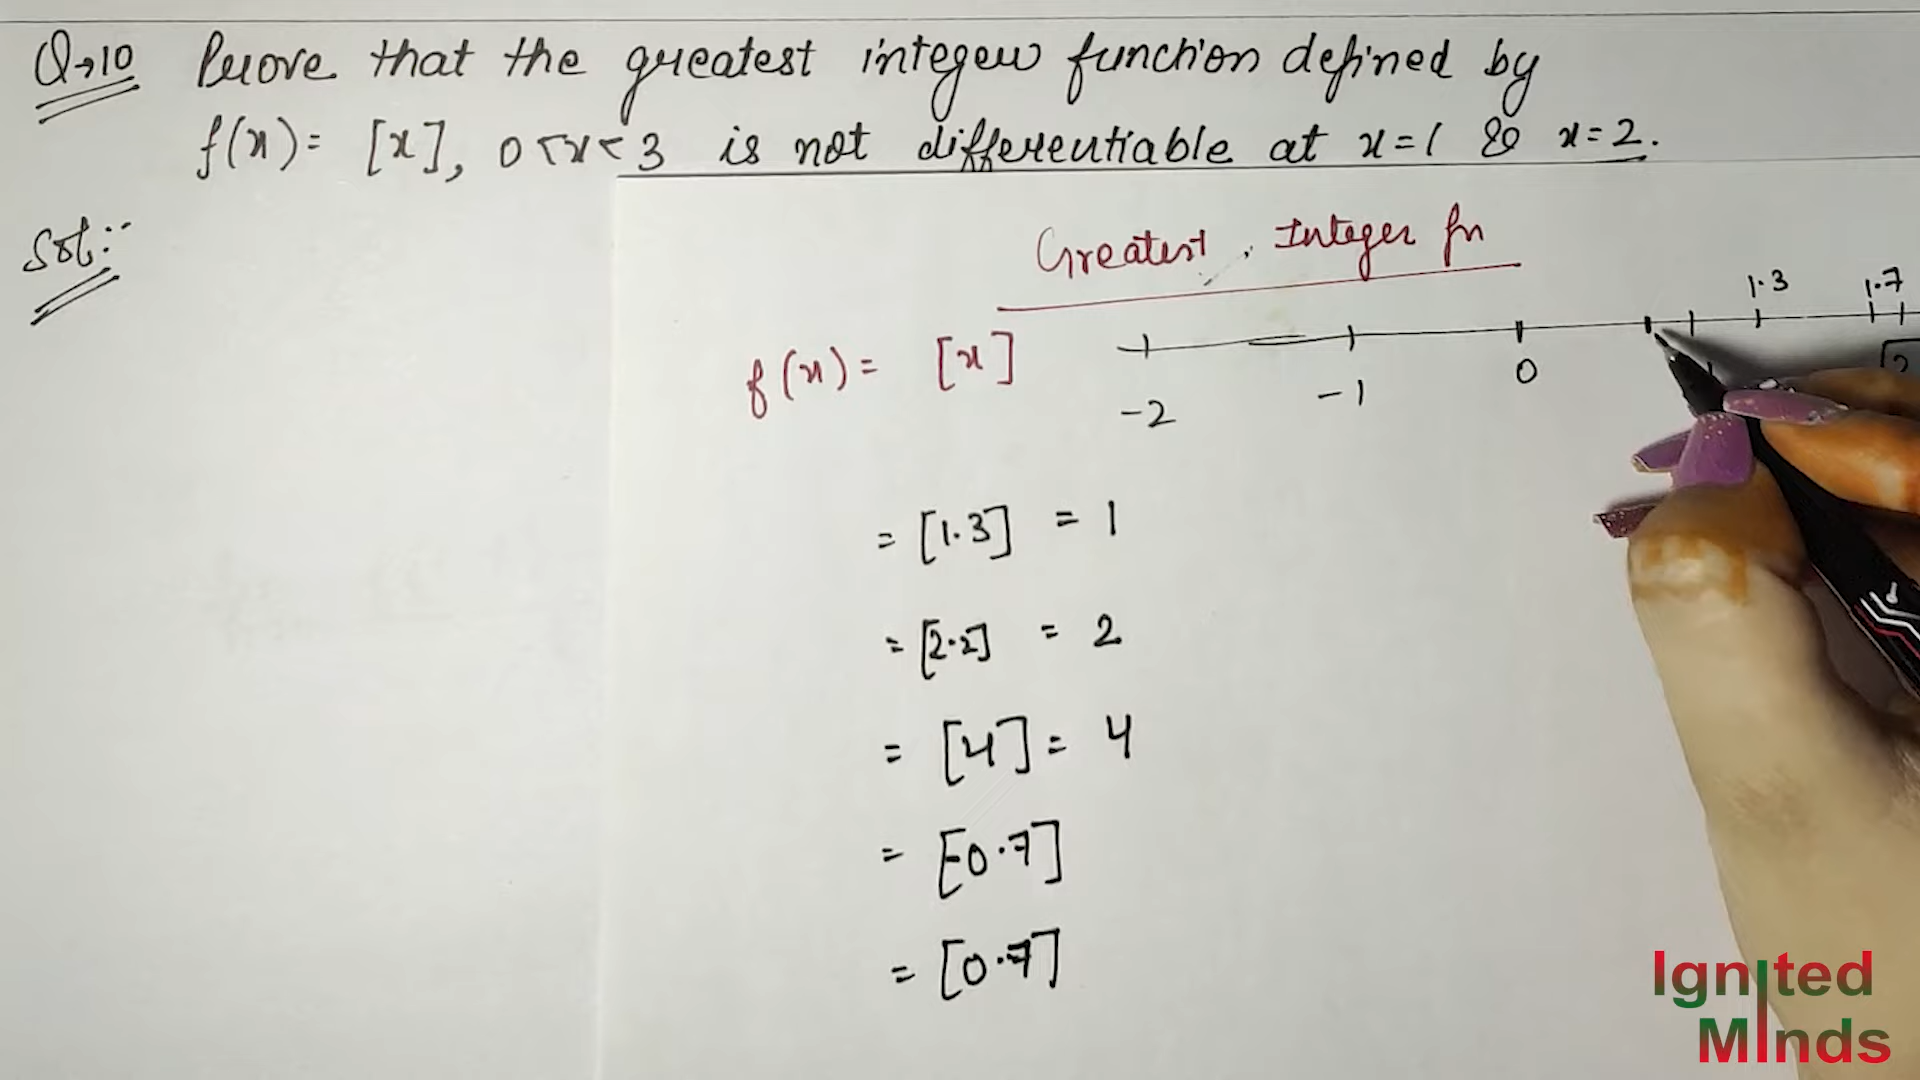 Q→10 Prove that the greatest integer function defined by
f(x) = [x], 0<x<3 is not differentiable at x=1 & x=2.
Sol:-
Greatest Integer fn
1.3 1.7
f(x) = [x]
-2 -1 0 2
= [1.3] = 1
= [2.2] = 2
= [4] = 4
= [-0.7]
= [0.7]
Ignited
Minds